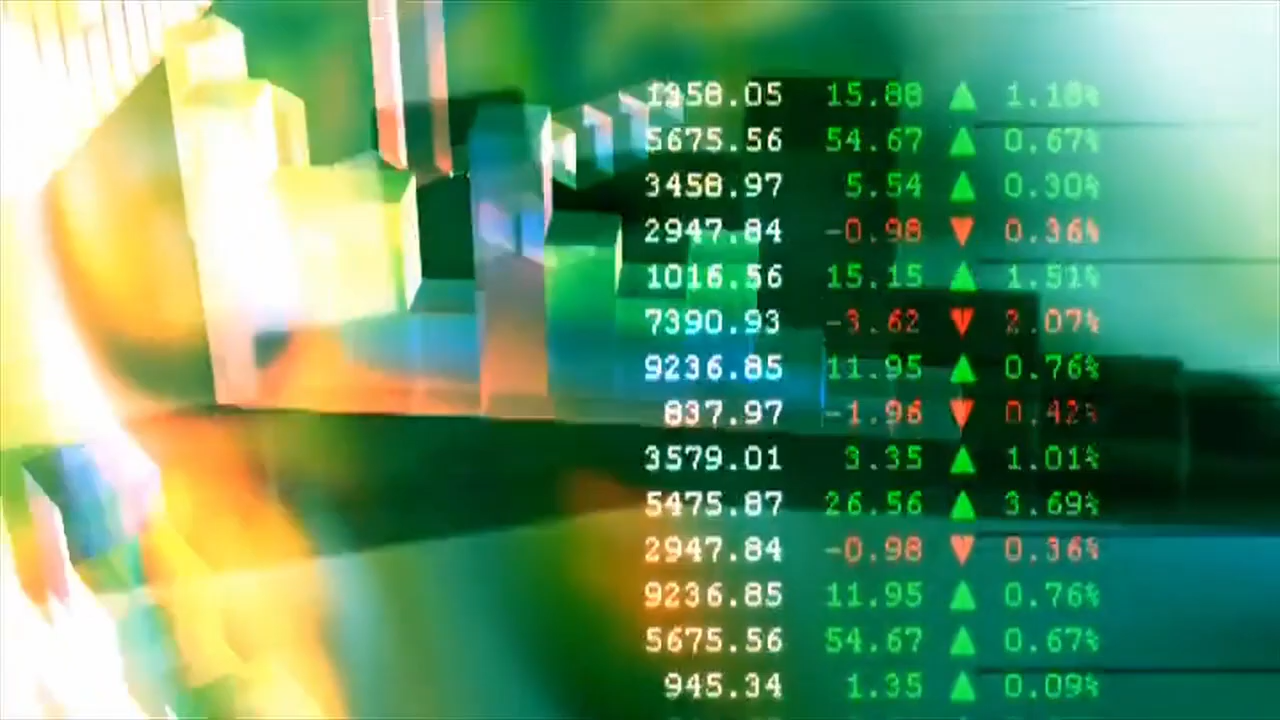 1358.05 15.88 ▲ 1.18%
5675.56 54.67 ▲ 0.67%
3458.97 5.54 ▲ 0.30%
2947.84 -0.98 ▼ 0.36%
1016.56 15.15 ▲ 1.51%
7390.93 -3.62 ▼ 2.07%
9236.85 11.95 ▲ 0.76%
837.97 -1.96 ▼ 0.42%
3579.01 3.35 ▲ 1.01%
5475.87 26.56 ▲ 3.69%
2947.84 -0.98 ▼ 0.36%
9236.85 11.95 ▲ 0.76%
5675.56 54.67 ▲ 0.67%
945.34 1.35 ▲ 0.09%